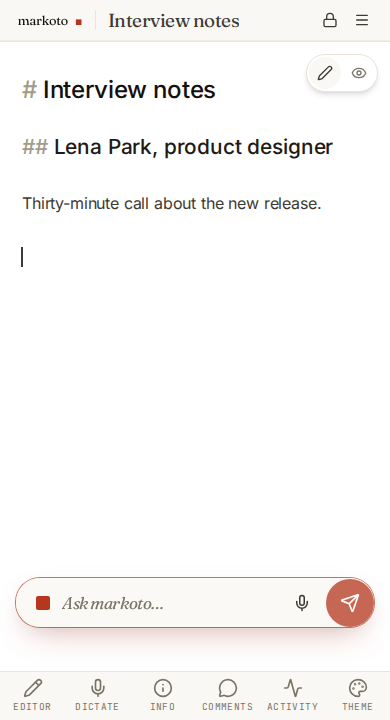 markoto
Interview notes
# Interview notes
## Lena Park, product designer
Thirty-minute call about the new release.
Ask markoto...
EDITOR
DICTATE
INFO
COMMENTS
ACTIVITY
THEME